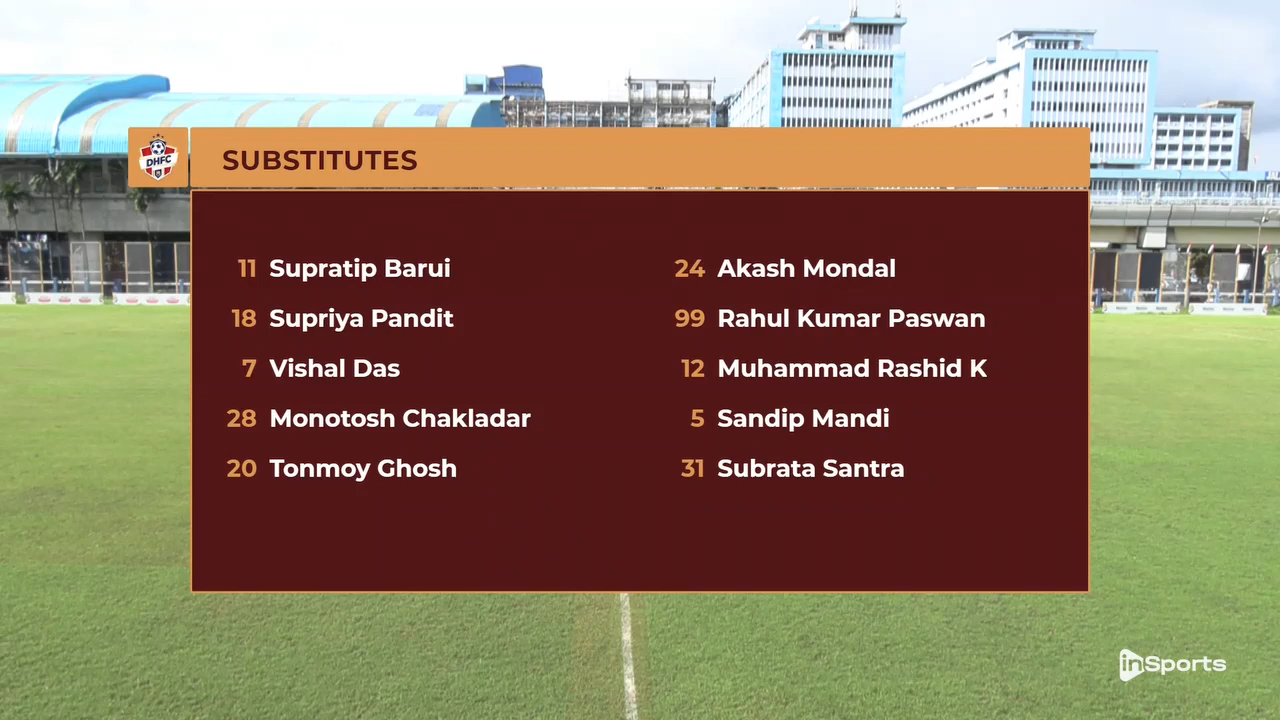 DHFC
SUBSTITUTES
11 Supratip Barui
18 Supriya Pandit
7 Vishal Das
28 Monotosh Chakladar
20 Tonmoy Ghosh
24 Akash Mondal
99 Rahul Kumar Paswan
12 Muhammad Rashid K
5 Sandip Mandi
31 Subrata Santra
inSports